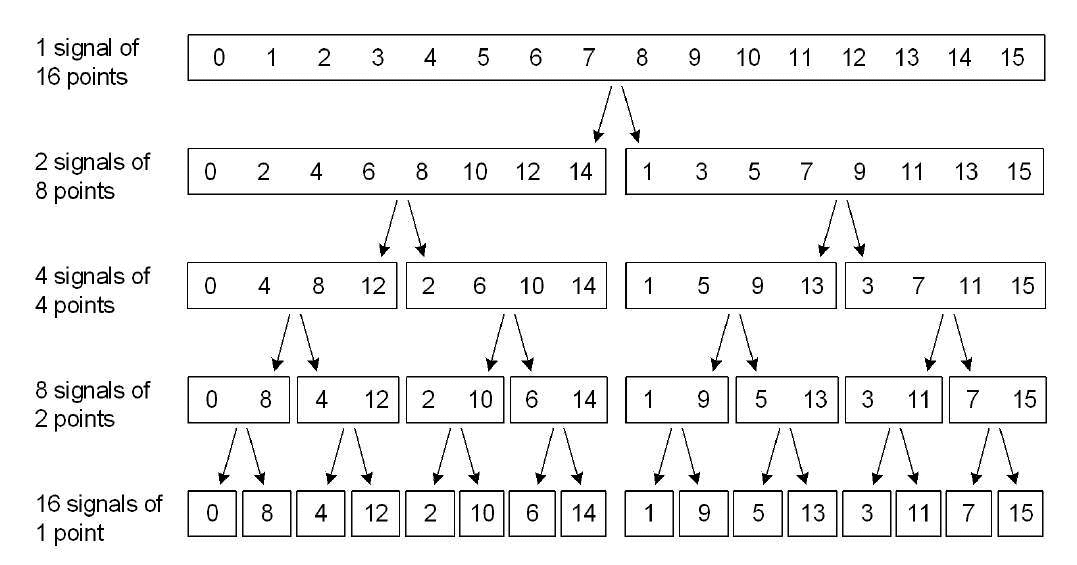 1 signal of
16 points
0 1 2 3 4 5 6 7 8 9 10 11 12 13 14 15
2 signals of
8 points
0 2 4 6 8 10 12 14 1 3 5 7 9 11 13 15
4 signals of
4 points
0 4 8 12 2 6 10 14 1 5 9 13 3 7 11 15
8 signals of
2 points
0 8 4 12 2 10 6 14 1 9 5 13 3 11 7 15
16 signals of
1 point
0 8 4 12 2 10 6 14 1 9 5 13 3 11 7 15